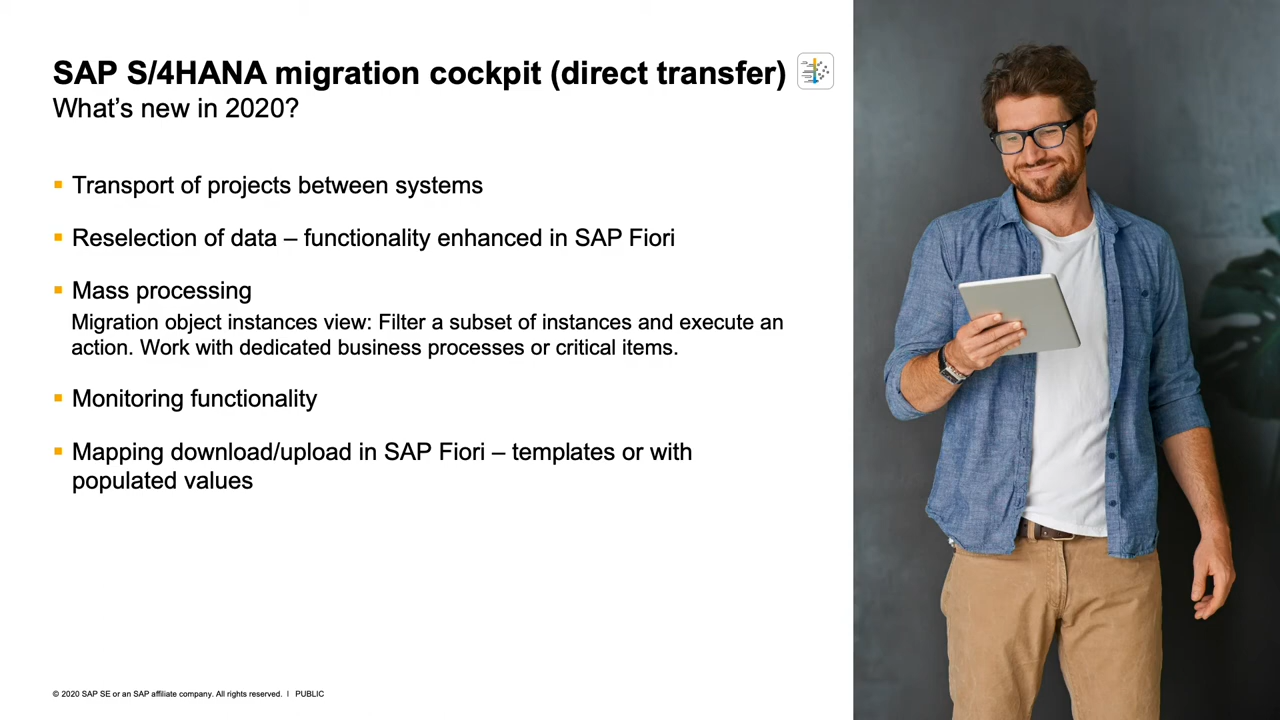 SAP S/4HANA migration cockpit (direct transfer)
What's new in 2020?
▪ Transport of projects between systems
▪ Reselection of data – functionality enhanced in SAP Fiori
▪ Mass processing
Migration object instances view: Filter a subset of instances and execute an
action. Work with dedicated business processes or critical items.
▪ Monitoring functionality
▪ Mapping download/upload in SAP Fiori – templates or with
populated values
© 2020 SAP SE or an SAP affiliate company. All rights reserved. I PUBLIC